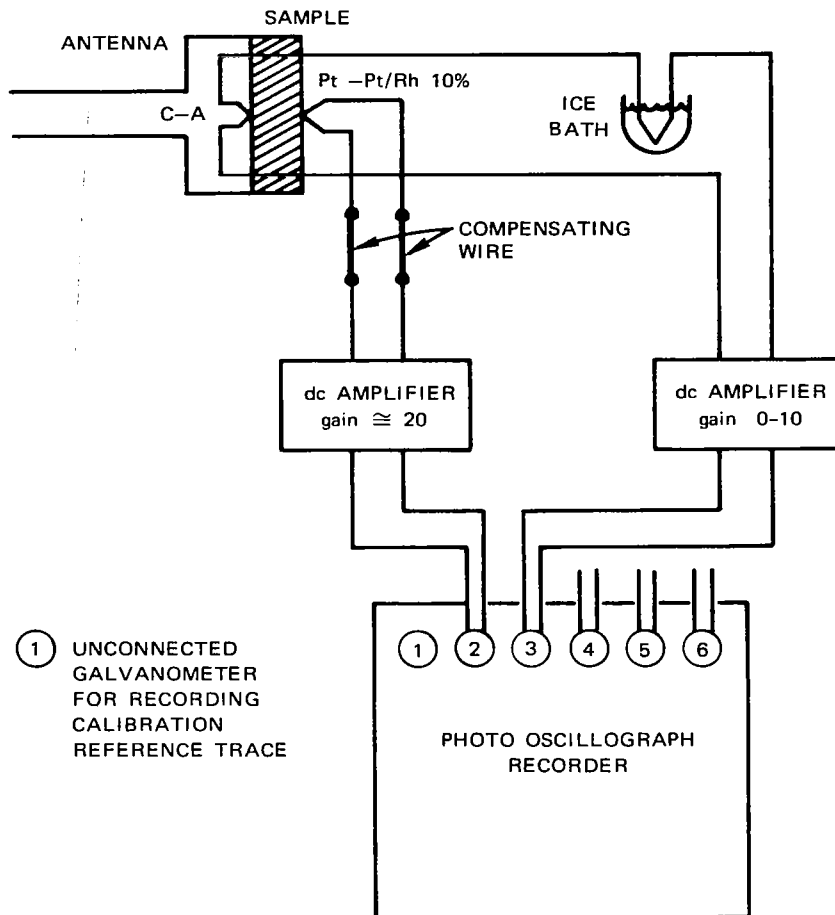 SAMPLE
ANTENNA
Pt –Pt/Rh 10%
C–A
ICE
BATH
COMPENSATING
WIRE
dc AMPLIFIER
gain ≅ 20
dc AMPLIFIER
gain 0-10
1 UNCONNECTED
GALVANOMETER
FOR RECORDING
CALIBRATION
REFERENCE TRACE
1 2 3 4 5 6
PHOTO OSCILLOGRAPH
RECORDER